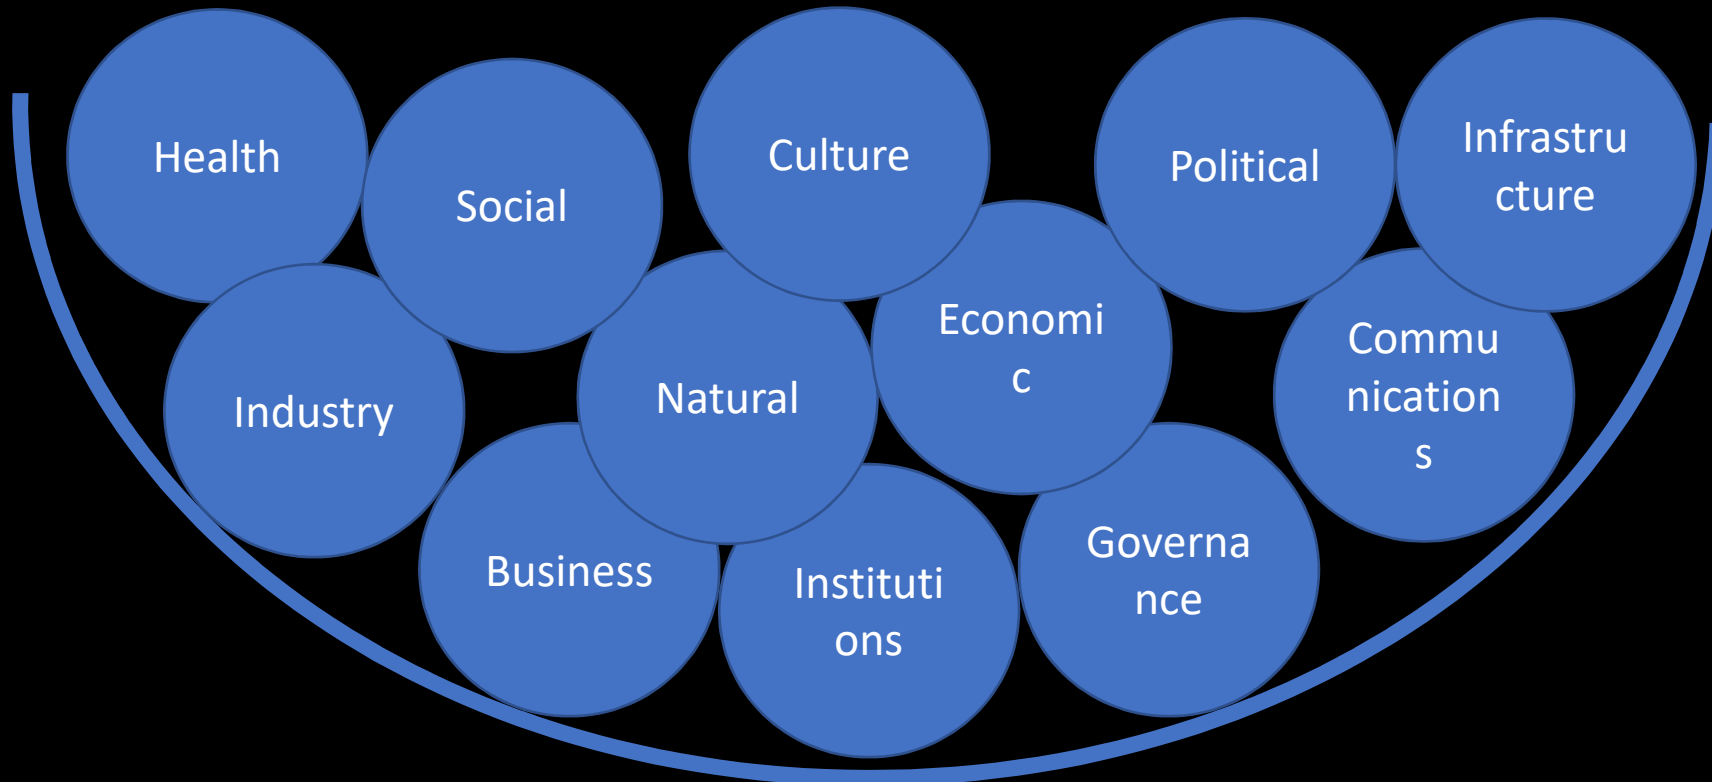 Health
Social
Culture
Political
Infrastru
cture
Industry
Natural
Economi
c
Commu
nication
s
Business
Instituti
ons
Governa
nce